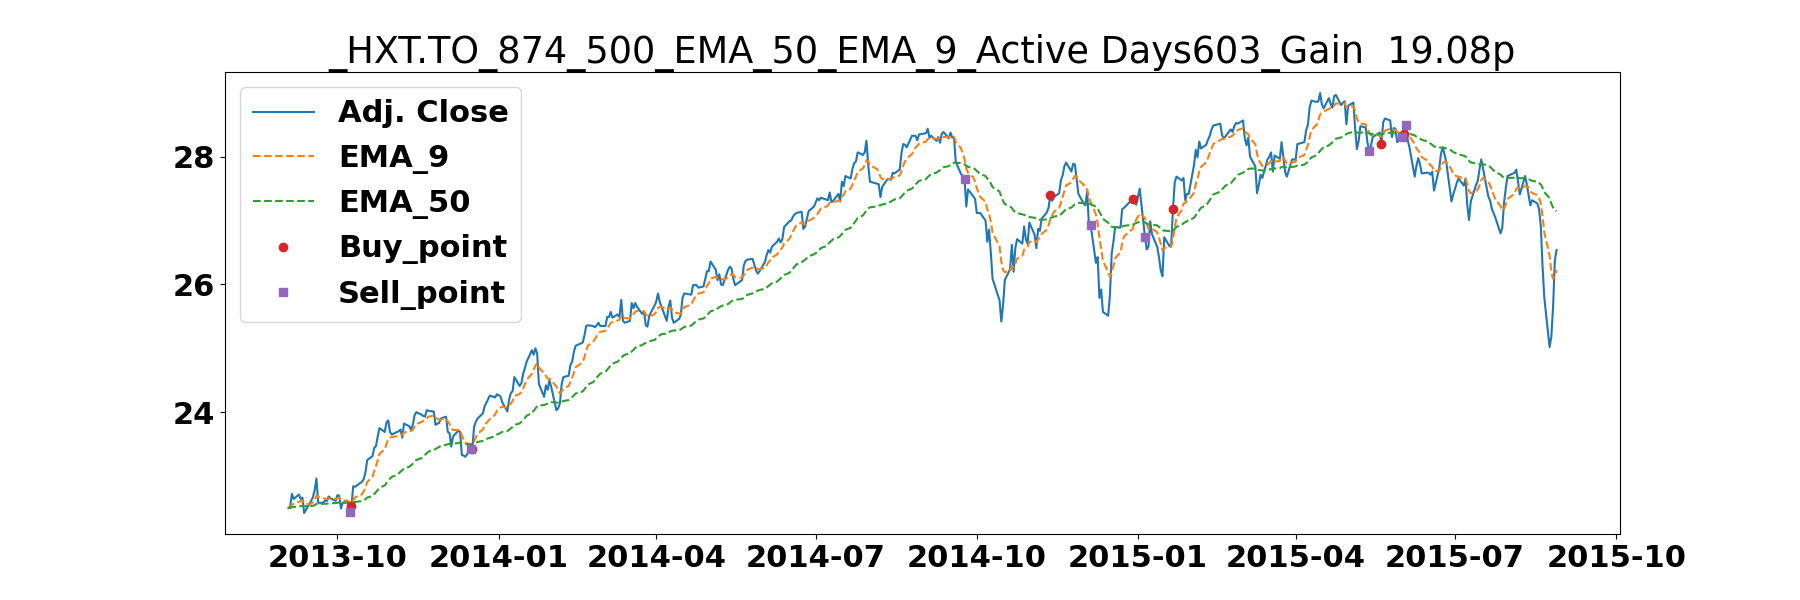 _HXT.TO_874_500_EMA_50_EMA_9_Active Days603_Gain  19.08p
Adj. Close
EMA_9
EMA_50
Buy_point
Sell_point
28
26
24
2013-10 2014-01 2014-04 2014-07 2014-10 2015-01 2015-04 2015-07 2015-10